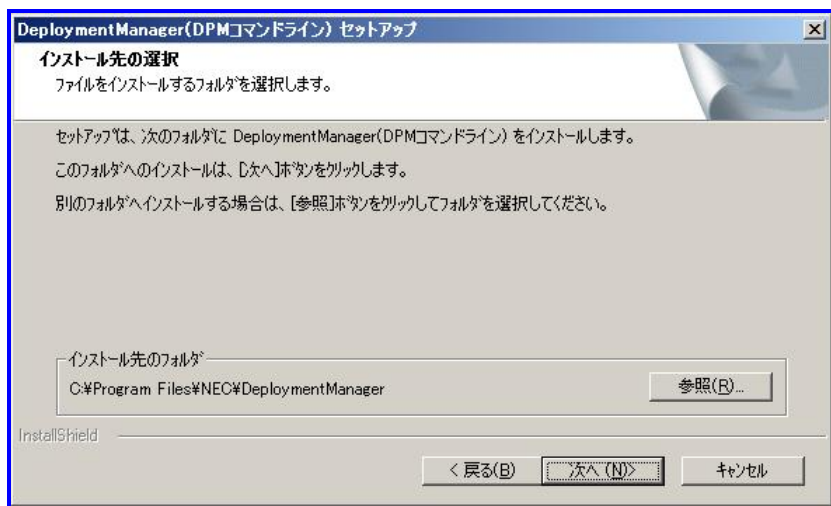 DeploymentManager(DPMコマンドライン) セットアップ
インストール先の選択
ファイルをインストールするフォルダを選択します。
セットアップは、次のフォルダに DeploymentManager(DPMコマンドライン) をインストールします。
このフォルダへのインストールは、[次へ]ボタンをクリックします。
別のフォルダへインストールする場合は、[参照]ボタンをクリックしてフォルダを選択してください。
インストール先のフォルダ
C:¥Program Files¥NEC¥DeploymentManager
参照(R)...
InstallShield
< 戻る(B)
次へ (N)>
キャンセル